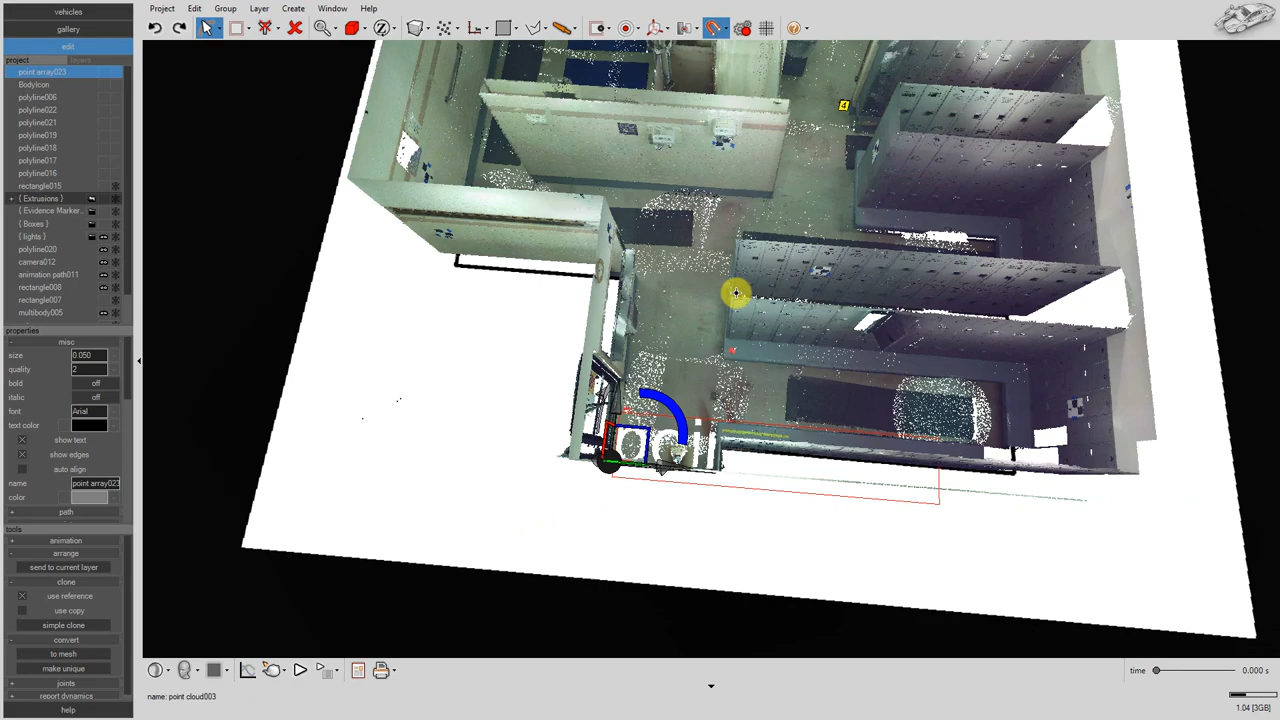 vehicles
gallery
edit
project layers
point array023
BodyIcon
polyline006
polyline022
polyline021
polyline019
polyline018
polyline017
polyline016
rectangle015
+ { Extrusions }
{ Evidence Marker...
{ Boxes }
{ lights }
polyline020
camera012
animation path011
rectangle008
rectangle007
multibody005
properties
- misc
size 0.050
quality 2
bold off
italic off
font Arial
text color
show text
show edges
auto align
name point array023
color
+ path
tools
+ animation
- arrange
send to current layer
- clone
use reference
use copy
simple clone
- convert
to mesh
make unique
+ joints
+ report dynamics
help
Project Edit Group Layer Create Window Help
4
time 0.000 s
name: point cloud003
1.04 [3GB]